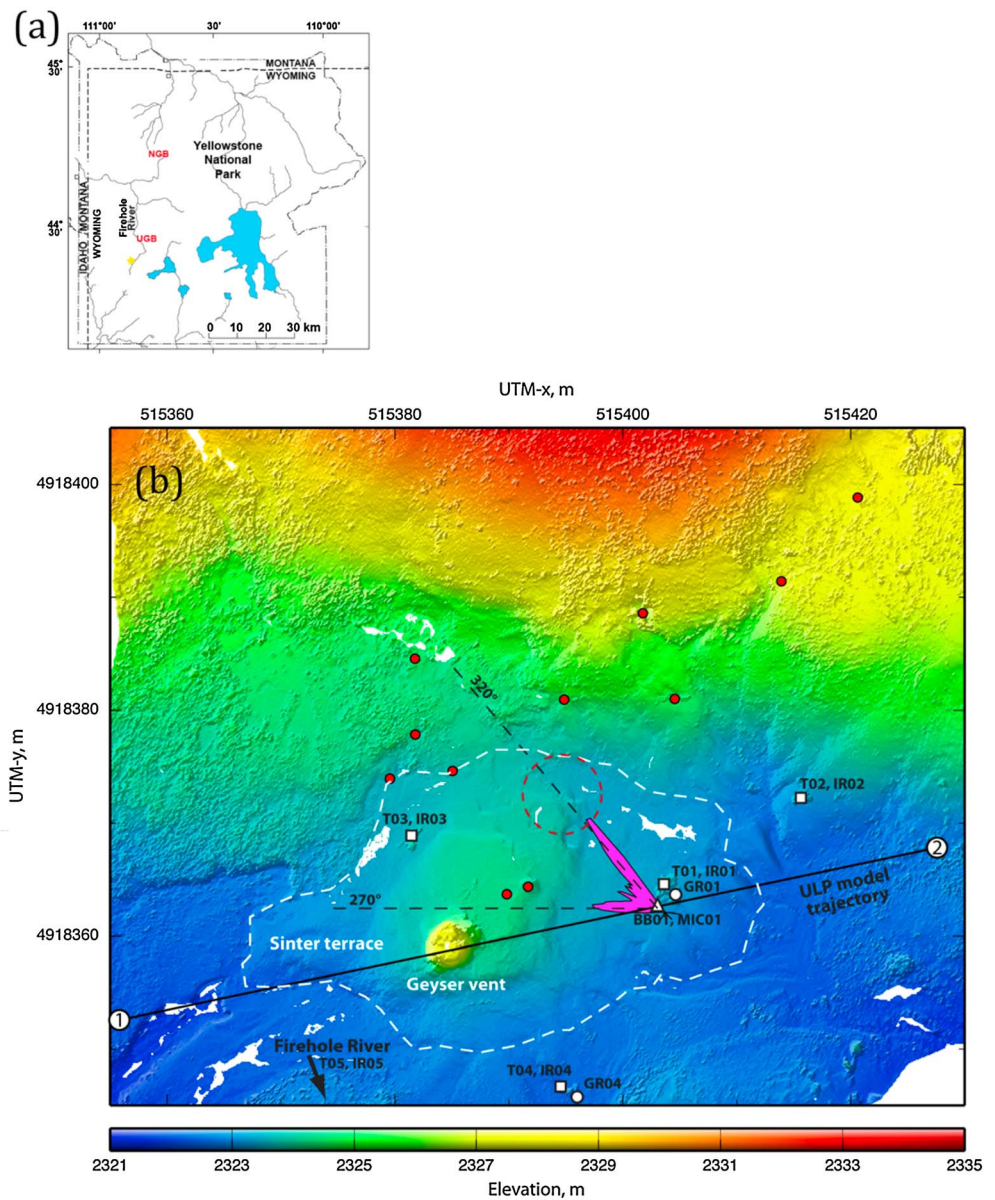 (a)
111°00'
30'
110°00'
45°
30'
MONTANA
WYOMING
Yellowstone
National
Park
NGB
IDAHO
MONTANA
WYOMING
Firehole
River
UGB
44°
30'
0 10 20 30 km
UTM-x, m
515360
515380
515400
515420
(b)
4918400
320°
4918380
UTM-y, m
T02, IR02
T03, IR03
2
T01, IR01
GR01
270°
ULP model
trajectory
BB01, MIC01
4918360
Sinter terrace
Geyser vent
1
Firehole River
T05, IR05
T04, IR04
GR04
2321
2323
2325
2327
2329
2331
2333
2335
Elevation, m